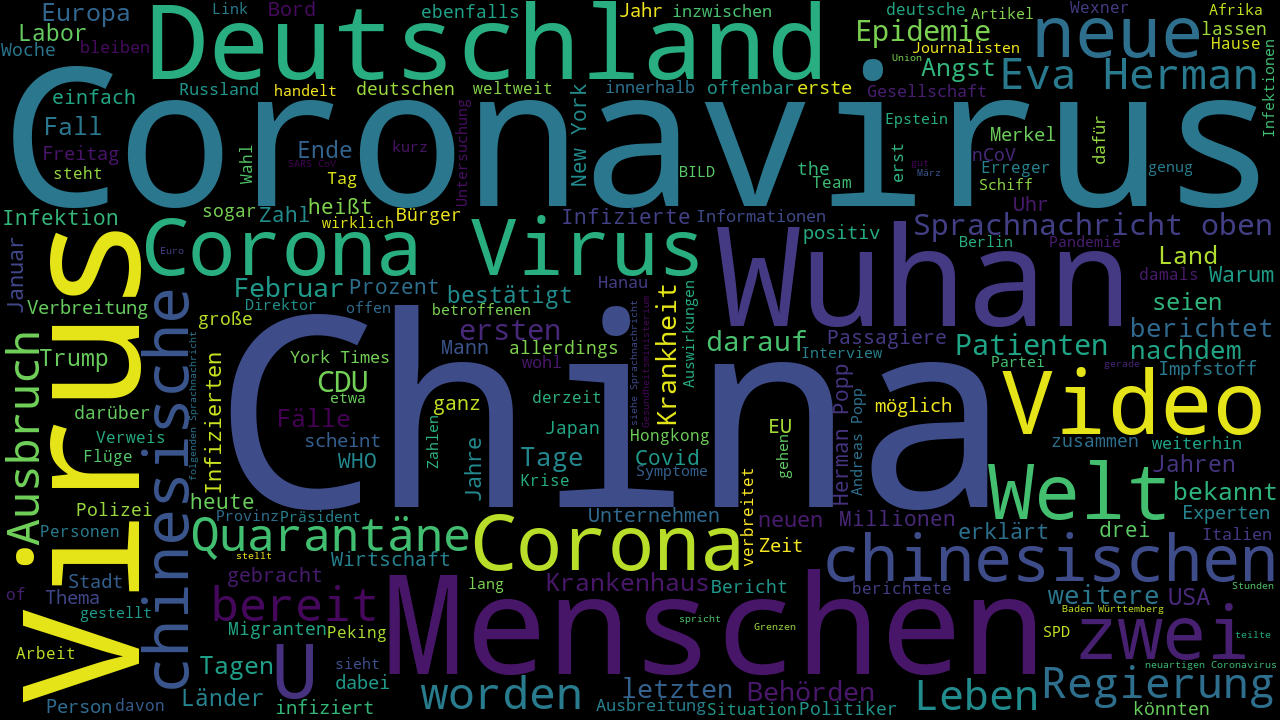 Europa
Link
Bord
ebenfalls
Jahr
inzwischen
deutsche
Artikel
Wexner
Afrika
Labor
Deutschland
Epidemie
neue
lassen
Woche
bleiben
Journalisten
Hause
Union
Angst
Eva Herman
Infektionen
einfach
Russland
handelt
deutschen
weltweit
innerhalb
offenbar
erste
Gesellschaft
Coronavirus
Fall
New York
Epstein
Merkel
dafür
Freitag
Wahl
Ende
SARS CoV
kurz
Untersuchung
erst
nCoV
gut
Erreger
genug
steht
Tag
BILD
the
Team
März
Schiff
Infektion
sogar
Zahl
heißt
wirklich
Bürger
Infizierte
Informationen
Uhr
Sprachnachricht oben
Januar
Virus
Euro
Corona Virus
Wuhan
positiv
Berlin
Pandemie
Land
damals
Warum
Verbreitung
chinesische
Februar
Prozent
bestätigt
Hanau
Direktor
offen
betroffenen
seien
große
ersten
siehe Sprachnachricht
Gesundheitsministerium
Krankheit
Auswirkungen
darauf
Passagiere
Patienten
berichtet
nachdem
Ausbruch
Trump
folgenden Sprachnachricht
York Times
Mann
allerdings
wohl
Interview
Partei
gerade
Impfstoff
CDU
etwa
China
Herman Popp
Andreas Popp
Video
darüber
Infizierten
Fälle
ganz
derzeit
möglich
Verweis
scheint
Zahlen
Japan
Hongkong
EU
zusammen
weiterhin
Flüge
WHO
Jahre
Tage
Covid
gehen
Welt
Jahren
Krise
Symptome
bekannt
Polizei
heute
verbreitet
Experten
Personen
Provinz
Präsident
Unternehmen
neuen
Millionen
erklärt
drei
Italien
Quarantäne
Corona
Zeit
stellt
Wirtschaft
chinesischen
Stadt
gebracht
lang
Krankenhaus
Bericht
berichtete
Stunden
of
Thema
gestellt
bereit
Menschen
weitere
USA
Baden Württemberg
Migranten
Peking
spricht
Grenzen
SPD
zwei
teilte
Arbeit
Tagen
U
sieht
neuartigen Coronavirus
dabei
Regierung
Person
davon
Länder
infiziert
worden
letzten
Ausbreitung
Behörden
Situation
Politiker
Leben
könnten